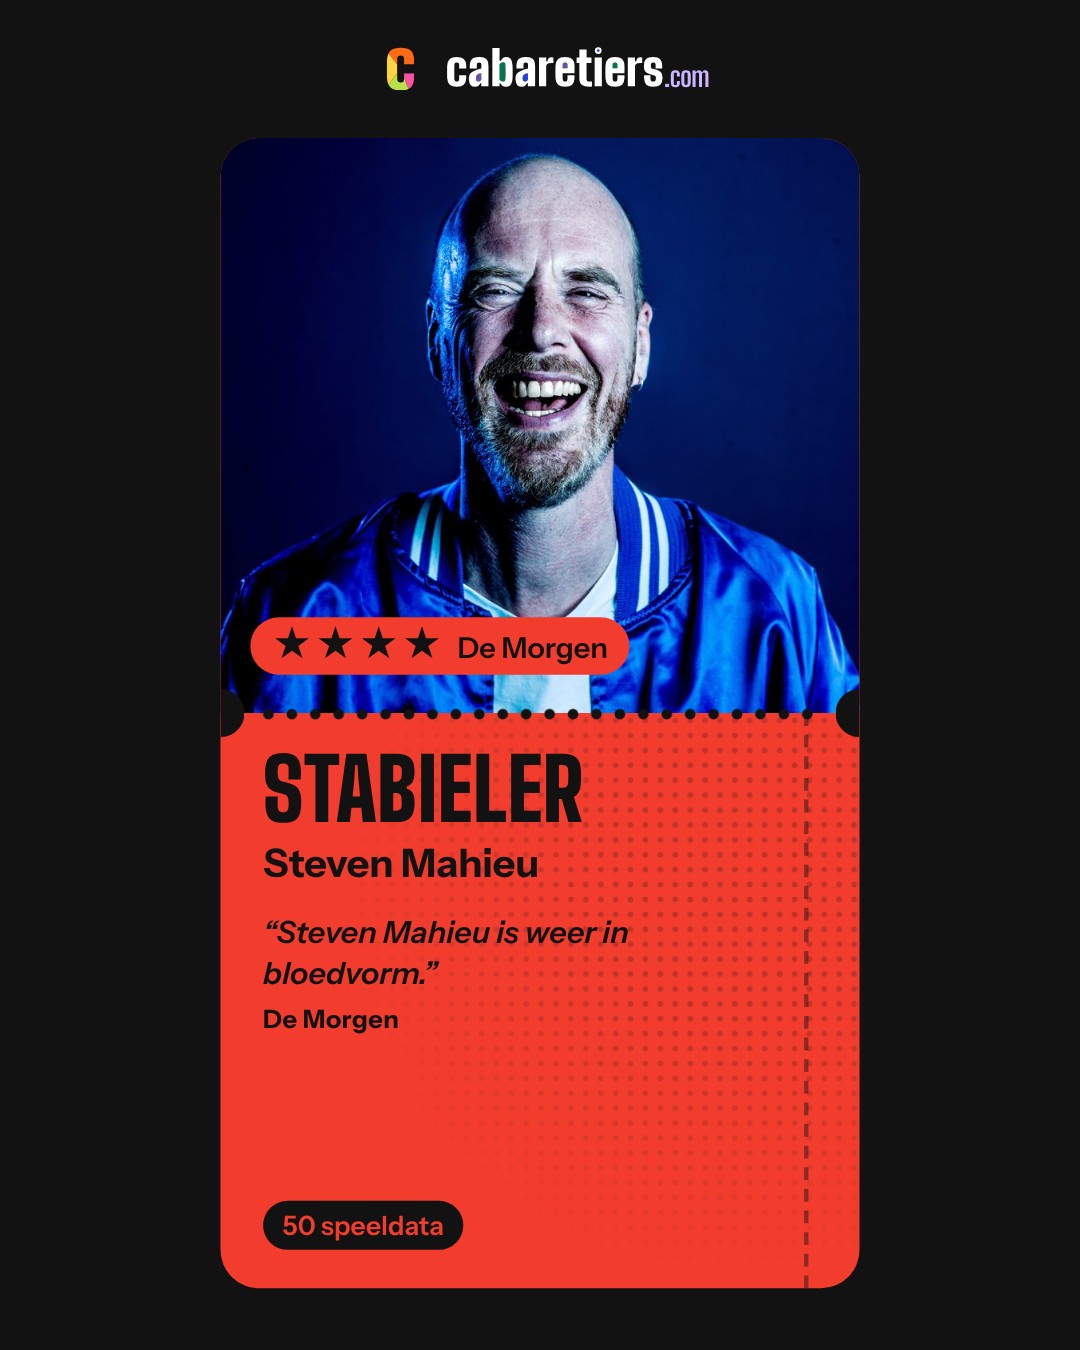 cabaretiers.com
★★★★ De Morgen
STABIELER
Steven Mahieu
“Steven Mahieu is weer in
bloedvorm.”
De Morgen
50 speeldata